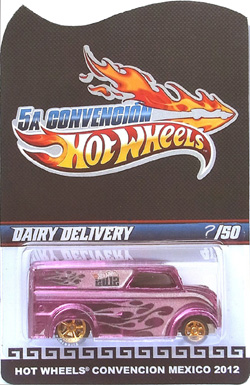 5A CONVENCIÓN
HOT WHEELS
DAIRY DELIVERY
?/50
HOT WHEELS® CONVENCION MEXICO 2012